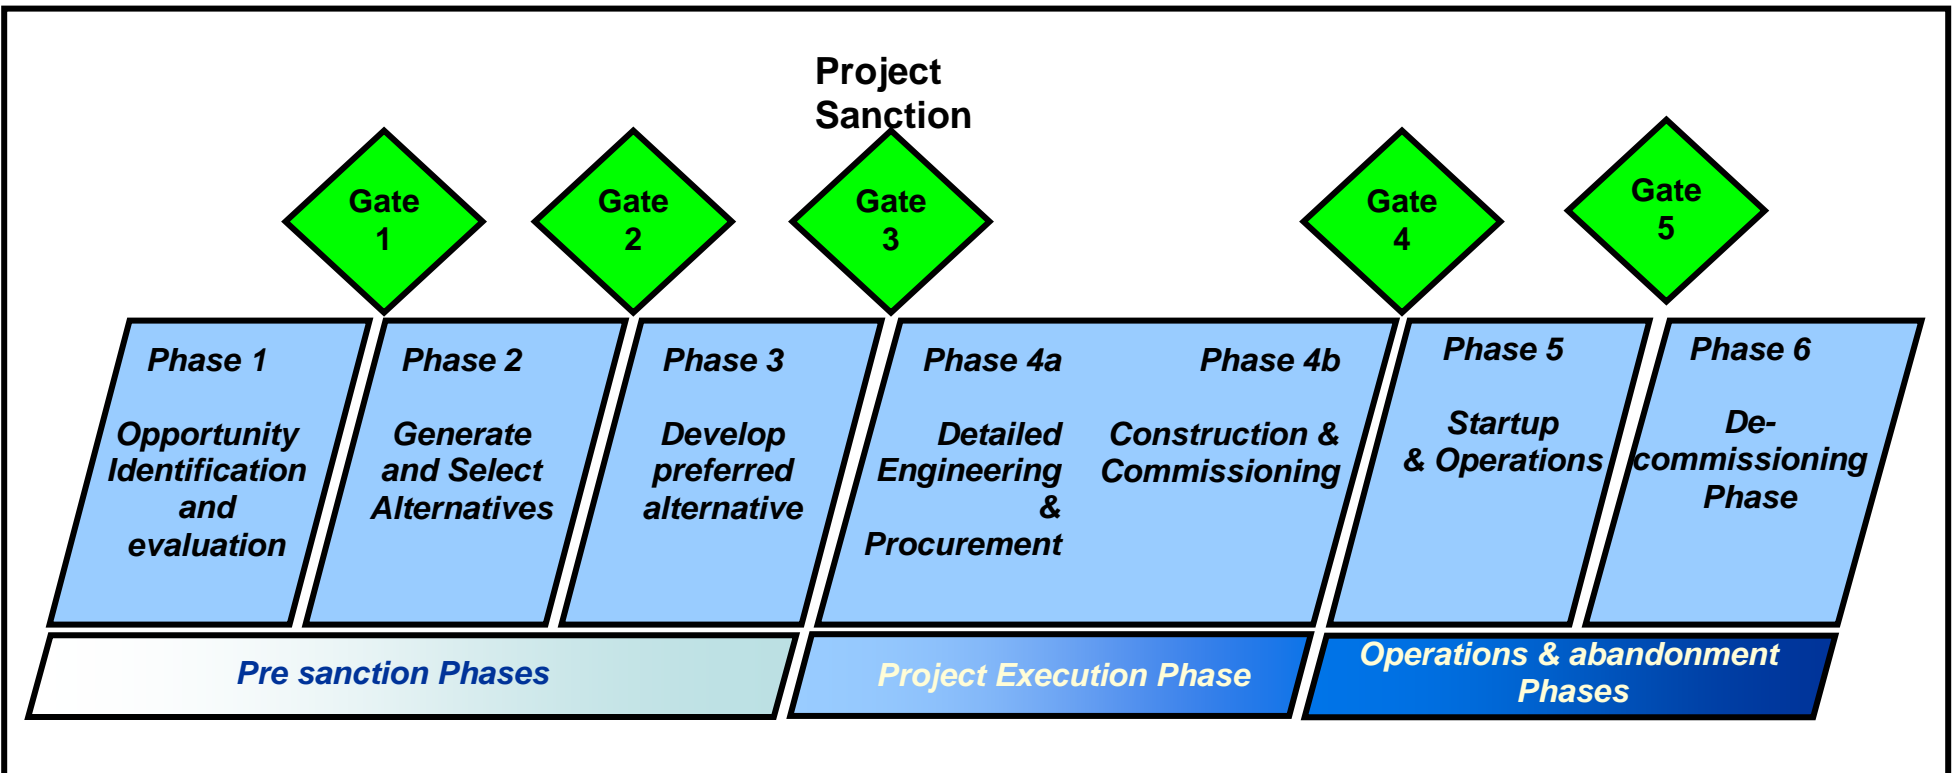 Project
Sanction
Gate
1
Gate
2
Gate
3
Gate
4
Gate
5
Phase 1
Opportunity
Identification
and
evaluation
Phase 2
Generate
and Select
Alternatives
Phase 3
Develop
preferred
alternative
Phase 4a
Detailed
Engineering
&
Procurement
Phase 4b
Construction &
Commissioning
Phase 5
Startup
& Operations
Phase 6
De-
commissioning
Phase
Pre sanction Phases
Project Execution Phase
Operations & abandonment
Phases